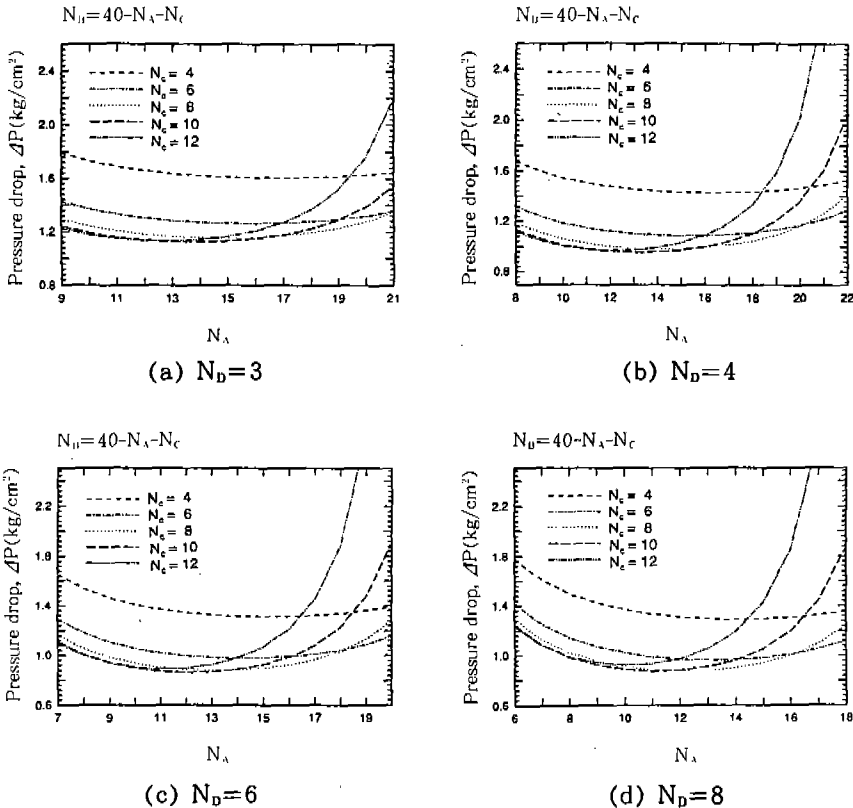 N_B=40-N_A-N_C
N_B=40-N_A-N_C
Pressure drop, ΔP(kg/cm²)
2.4
2.0
1.6
1.2
0.8
N_c = 4
N_c = 6
N_c = 8
N_c = 10
N_c = 12
9 11 13 15 17 19 21
N_A
(a) N_D=3
Pressure drop, ΔP(kg/cm²)
2.4
2.0
1.6
1.2
0.8
N_c = 4
N_c = 6
N_c = 8
N_c = 10
N_c = 12
8 10 12 14 16 18 20 22
N_A
(b) N_D=4
N_B=40-N_A-N_C
N_B=40-N_A-N_C
Pressure drop, ΔP(kg/cm²)
2.2
1.8
1.4
1.0
0.6
N_c = 4
N_c = 6
N_c = 8
N_c = 10
N_c = 12
7 9 11 13 15 17 19
N_A
(c) N_D=6
Pressure drop, ΔP(kg/cm²)
2.2
1.8
1.4
1.0
0.6
N_c = 4
N_c = 6
N_c = 8
N_c = 10
N_c = 12
6 8 10 12 14 16 18
N_A
(d) N_D=8